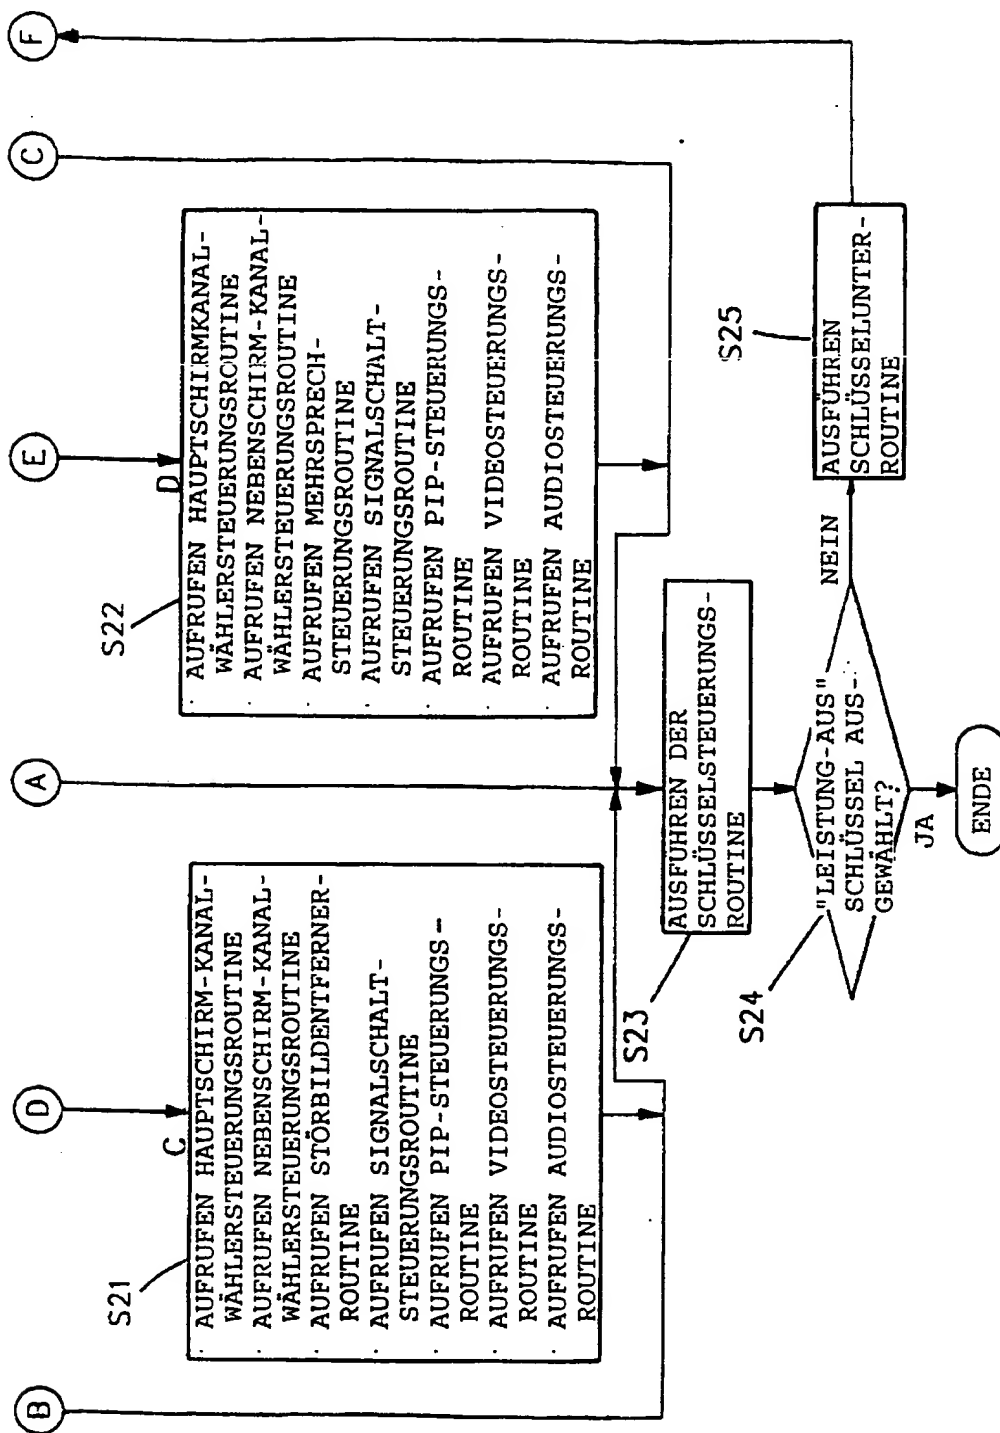 B
D
A
E
C
F
S21
C
. AUFRUFEN HAUPTSCHIRM-KANAL-
WÄHLERSTEUERUNGSROUTINE
. AUFRUFEN NEBENSCHIRM-KANAL-
WÄHLERSTEUERUNGSROUTINE
. AUFRUFEN STÖRBILDENTFERNER-
ROUTINE
. AUFRUFEN SIGNALSCHALT-
STEUERUNGSROUTINE
. AUFRUFEN PIP-STEUERUNGS-
ROUTINE
. AUFRUFEN VIDEOSTEUERUNGS-
ROUTINE
. AUFRUFEN AUDIOSTEUERUNGS-
ROUTINE
S22
D
. AUFRUFEN HAUPTSCHIRMKANAL-
WÄHLERSTEUERUNGSROUTINE
. AUFRUFEN NEBENSCHIRM-KANAL-
WÄHLERSTEUERUNGSROUTINE
. AUFRUFEN MEHRSPRECH-
STEUERUNGSROUTINE
. AUFRUFEN SIGNALSCHALT-
STEUERUNGSROUTINE
. AUFRUFEN PIP-STEUERUNGS-
ROUTINE
. AUFRUFEN VIDEOSTEUERUNGS-
ROUTINE
. AUFRUFEN AUDIOSTEUERUNGS-
ROUTINE
S23
AUSFÜHREN DER
SCHLÜSSELSTEUERUNGS-
ROUTINE
S24
"LEISTUNG-AUS"
SCHLÜSSEL AUS-
GEWÄHLT?
NEIN
JA
S25
AUSFÜHREN
SCHLÜSSELUNTER-
ROUTINE
ENDE